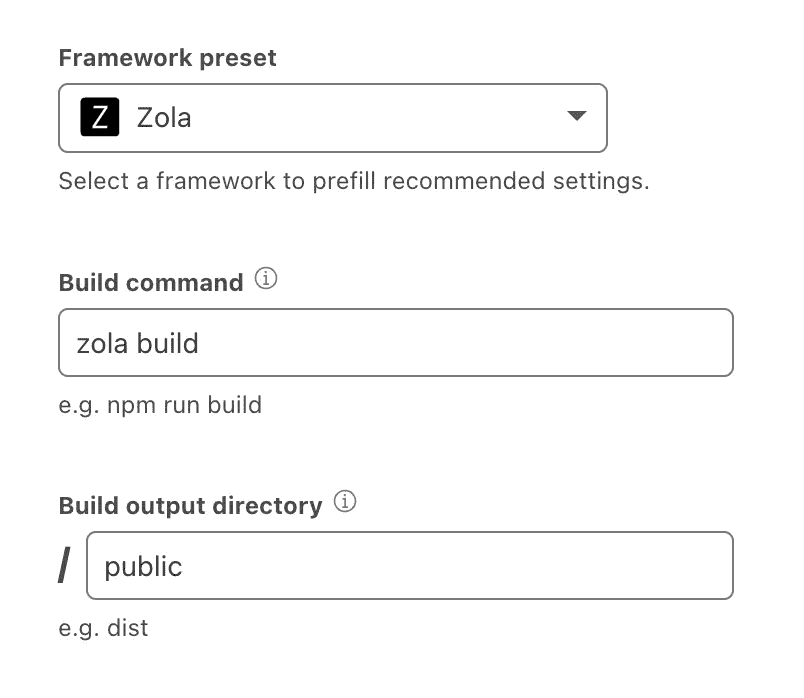 Framework preset
Z Zola
Select a framework to prefill recommended settings.
Build command
zola build
e.g. npm run build
Build output directory
/ public
e.g. dist